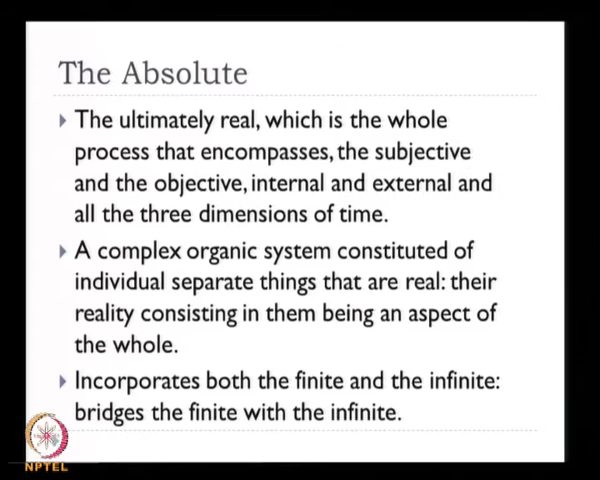 The Absolute
The ultimately real, which is the whole
process that encompasses, the subjective
and the objective, internal and external and
all the three dimensions of time.
A complex organic system constituted of
individual separate things that are real: their
reality consisting in them being an aspect of
the whole.
Incorporates both the finite and the infinite:
bridges the finite with the infinite.
NPTEL